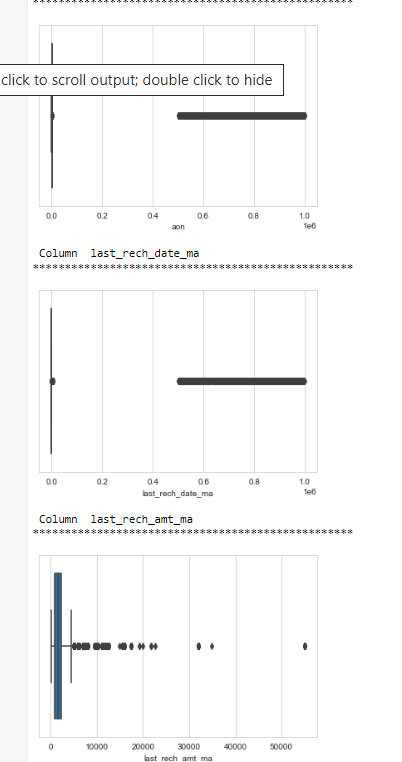 **************************************************
click to scroll output; double click to hide
0.0 0.2 0.4 0.6 0.8 1.0
1e6
aon
Column last_rech_date_ma
**************************************************
0.0 0.2 0.4 0.6 0.8 1.0
1e6
last_rech_date_ma
Column last_rech_amt_ma
**************************************************
0 10000 20000 30000 40000 50000
last_rech_amt_ma